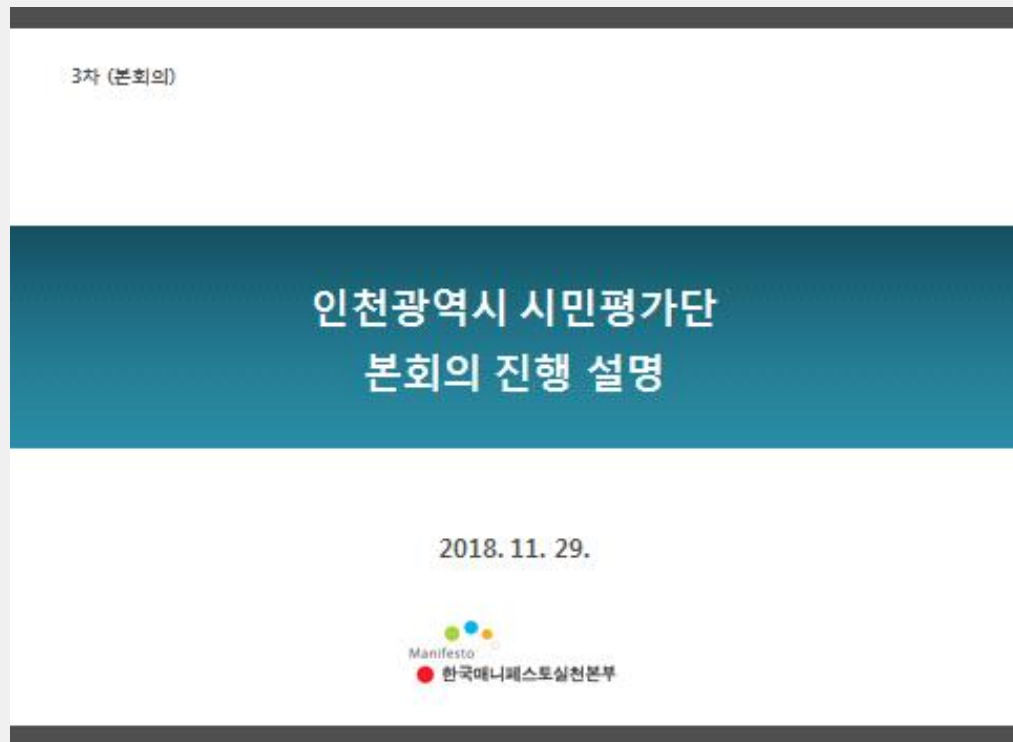 3차 (본회의)
인천광역시 시민평가단
본회의 진행 설명
2018. 11. 29.
Manifesto
한국매니페스토실천본부